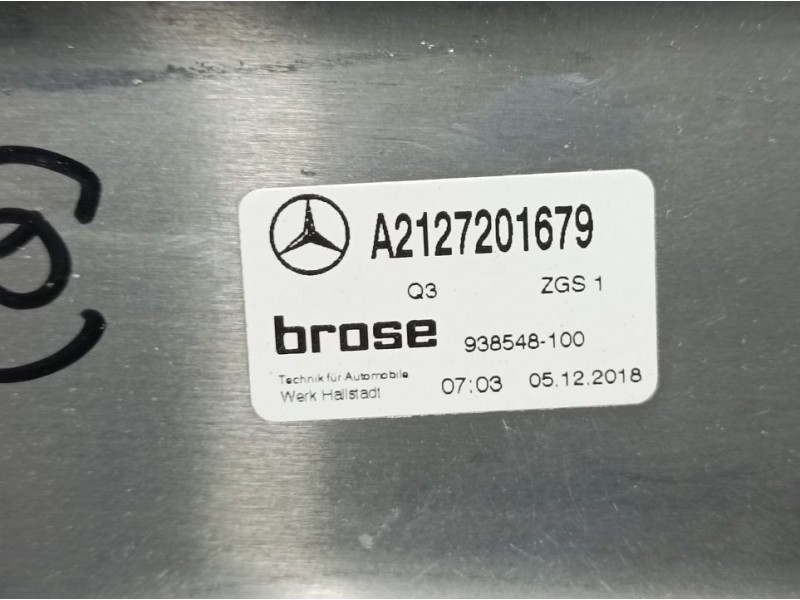 A2127201679
Q3 ZGS 1
brose 938548-100
Technik für Automobile
Werk Hallstadt 07:03 05.12.2018